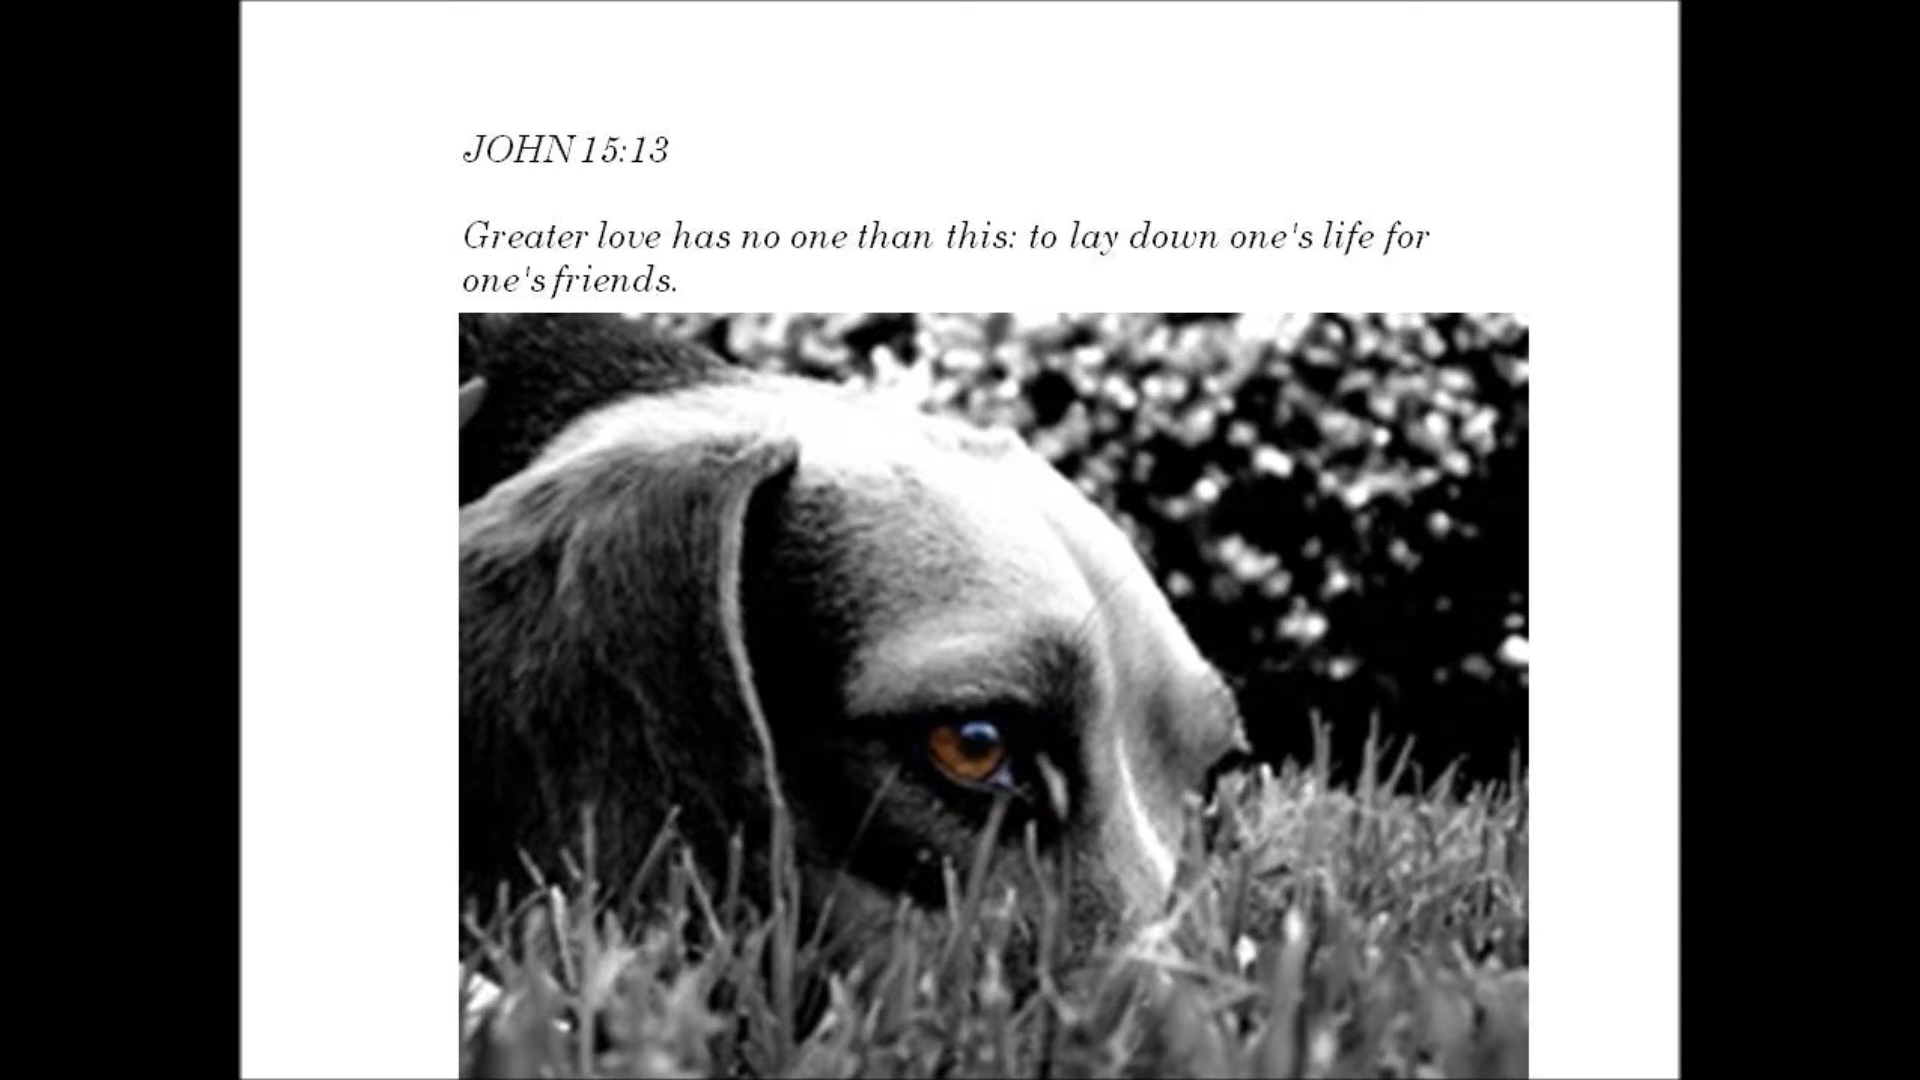 JOHN 15:13
Greater love has no one than this: to lay down one's life for
one's friends.